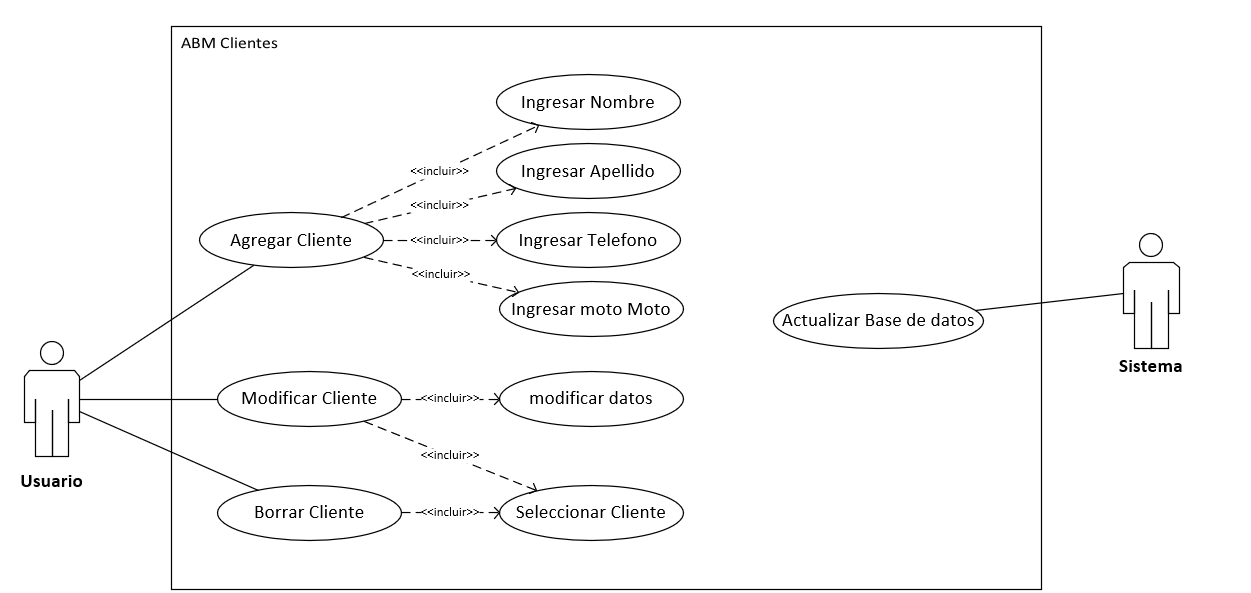 ABM Clientes
Ingresar Nombre
<<incluir>>
Ingresar Apellido
<<incluir>>
Agregar Cliente
<<incluir>>
Ingresar Telefono
<<incluir>>
Ingresar moto Moto
Actualizar Base de datos
Sistema
Modificar Cliente
<<incluir>>
modificar datos
<<incluir>>
Usuario
Borrar Cliente
<<incluir>>
Seleccionar Cliente